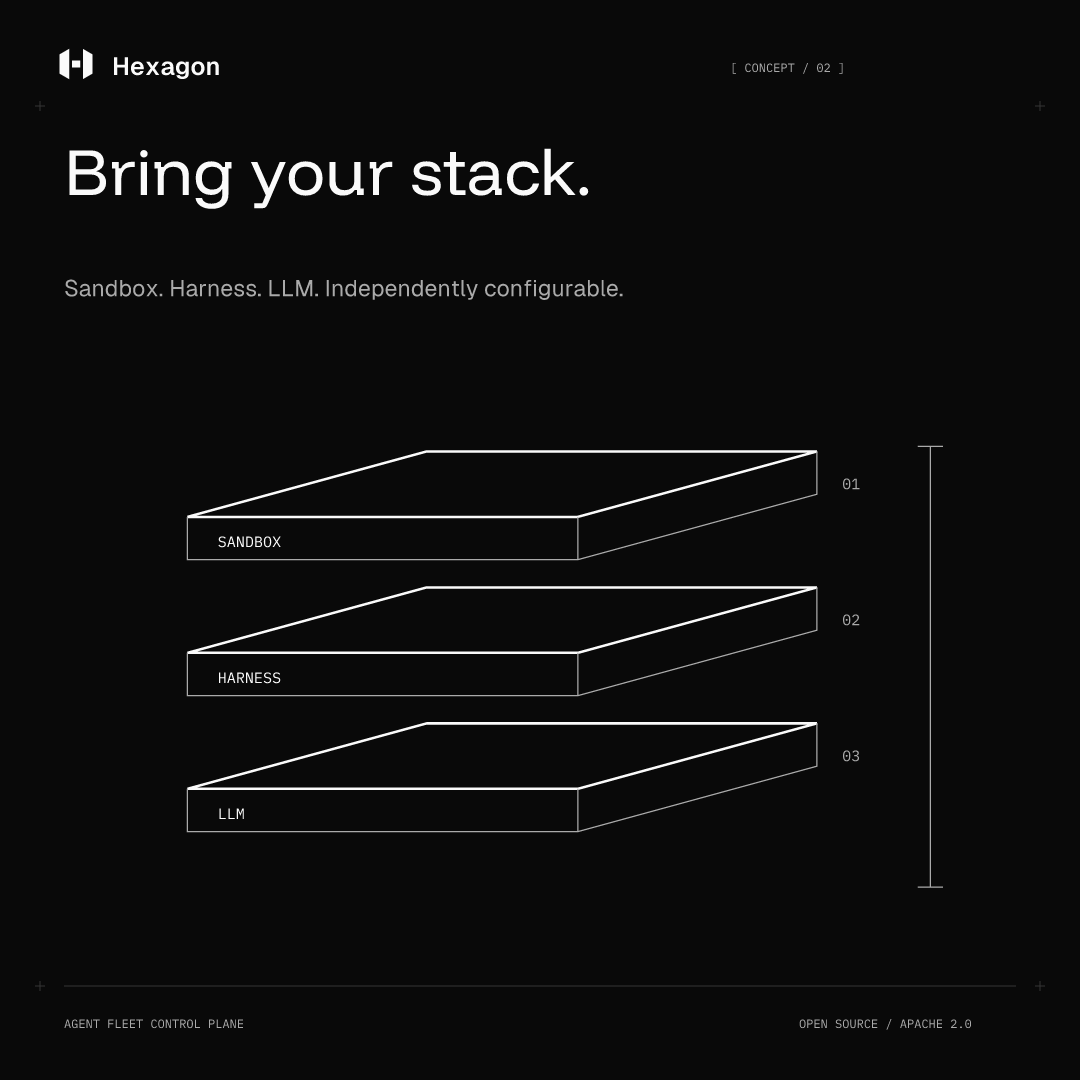 Hexagon
[ CONCEPT / 02 ]
Bring your stack.
Sandbox. Harness. LLM. Independently configurable.
01
SANDBOX
02
HARNESS
03
LLM
AGENT FLEET CONTROL PLANE
OPEN SOURCE / APACHE 2.0